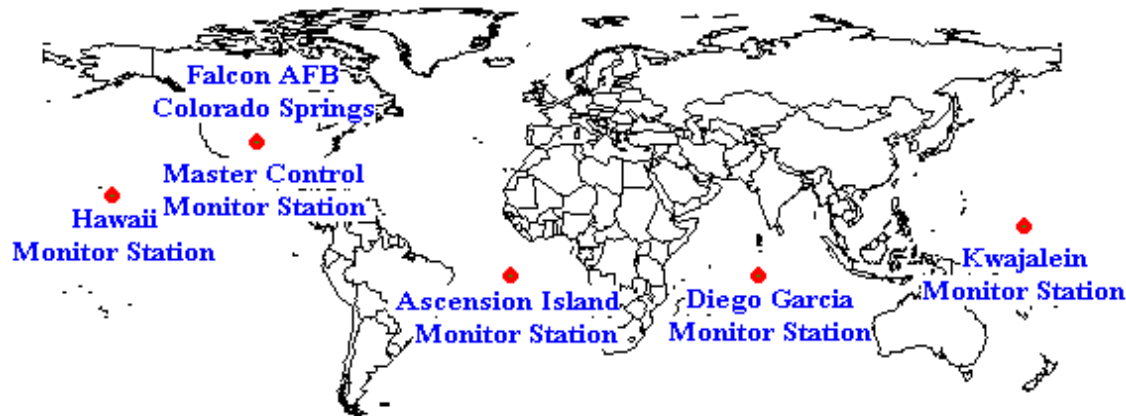 Falcon AFB
Colorado Springs
Master Control
Monitor Station
Hawaii
Monitor Station
Ascension Island
Monitor Station
Diego Garcia
Monitor Station
Kwajalein
Monitor Station